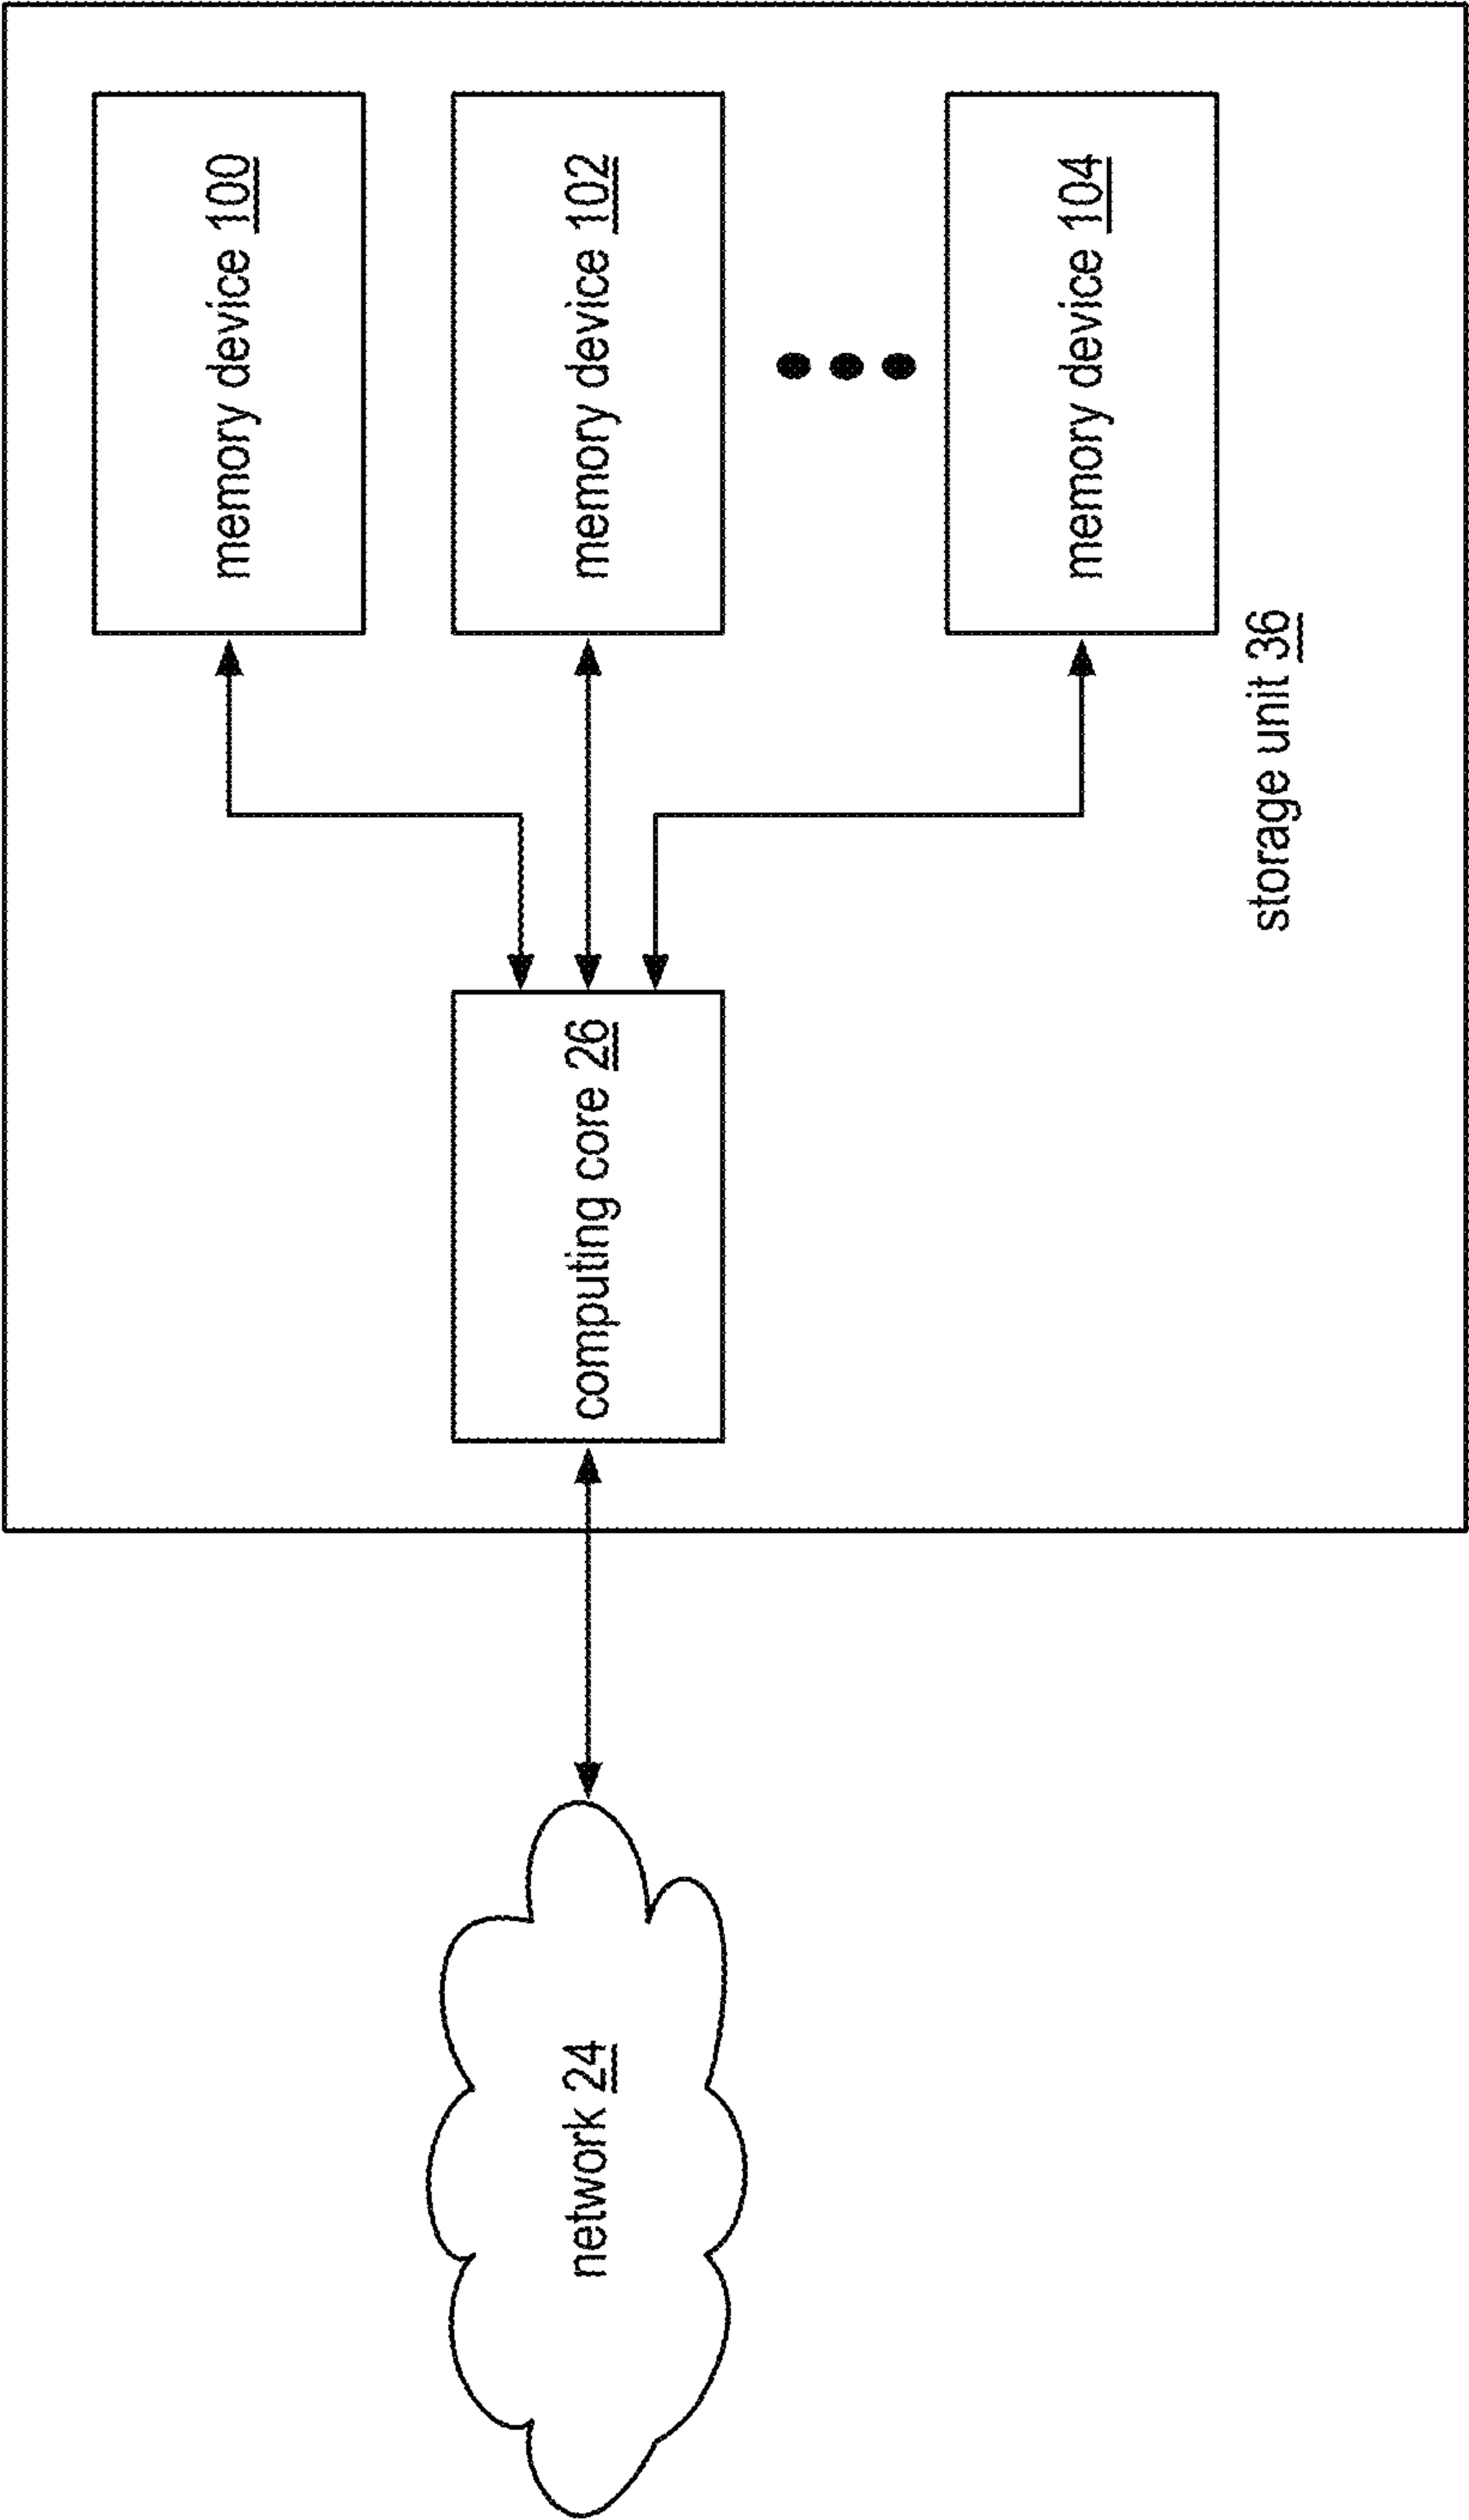 memory device 100
memory device 102
memory device 104
computing core 26
storage unit 36
network 24